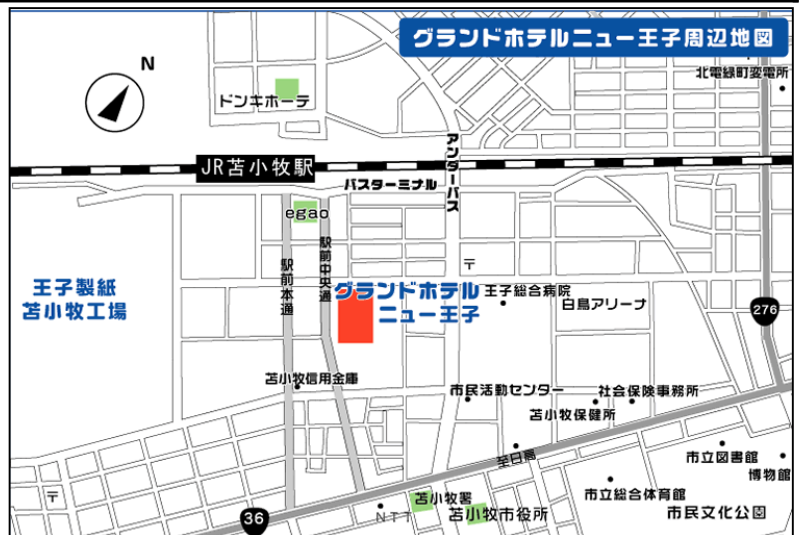 グランドホテルニュー王子周辺地図
N
北電緑町変電所
ドンキホーテ
アンダーパス
JR苫小牧駅
バスターミナル
egao
駅前本通
駅前中央通
〒
王子製紙
苫小牧工場
グランドホテル
ニュー王子
王子総合病院
白鳥アリーナ
276
苫小牧信用金庫
市民活動センター
社会保険事務所
苫小牧保健所
至日高
市立図書館
博物館
〒
市立総合体育館
苫小牧署
36
NTT
苫小牧市役所
市民文化公園